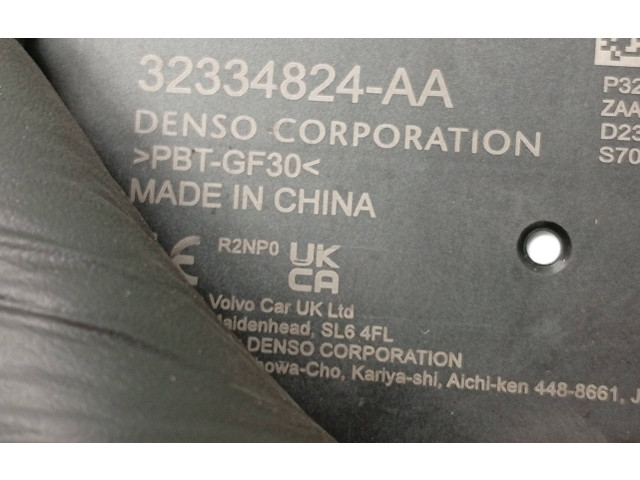 32334824-AA
DENSO CORPORATION
>PBT-GF30<
MADE IN CHINA
R2NP0
UK
CA
Volvo Car UK Ltd
SL6 4FL
DENSO CORPORATION
Kariya-shi, Aichi-ken 448-8661,
P32
ZAA
D23
S70